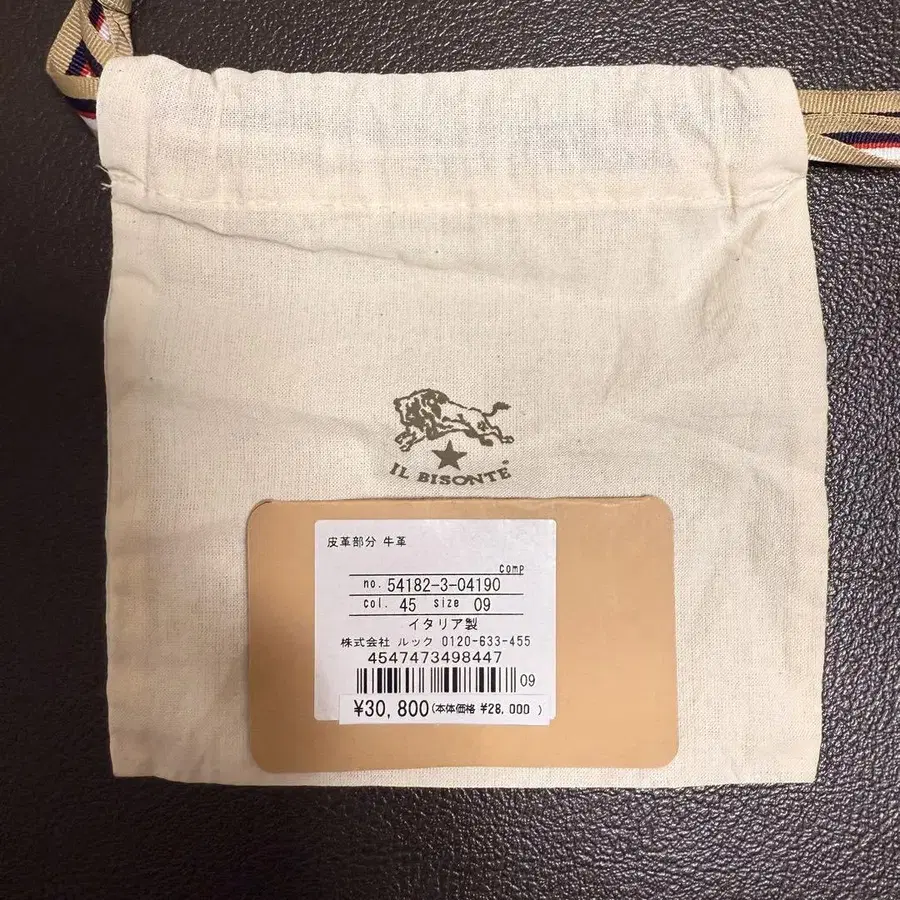 IL BISONTE®
皮革部分 牛革
comp
no. 54182-3-04190
col. 45 size 09
イタリア製
株式会社 ルック 0120-633-455
4547473498447
09
¥30,800(本体価格 ¥28,000 )